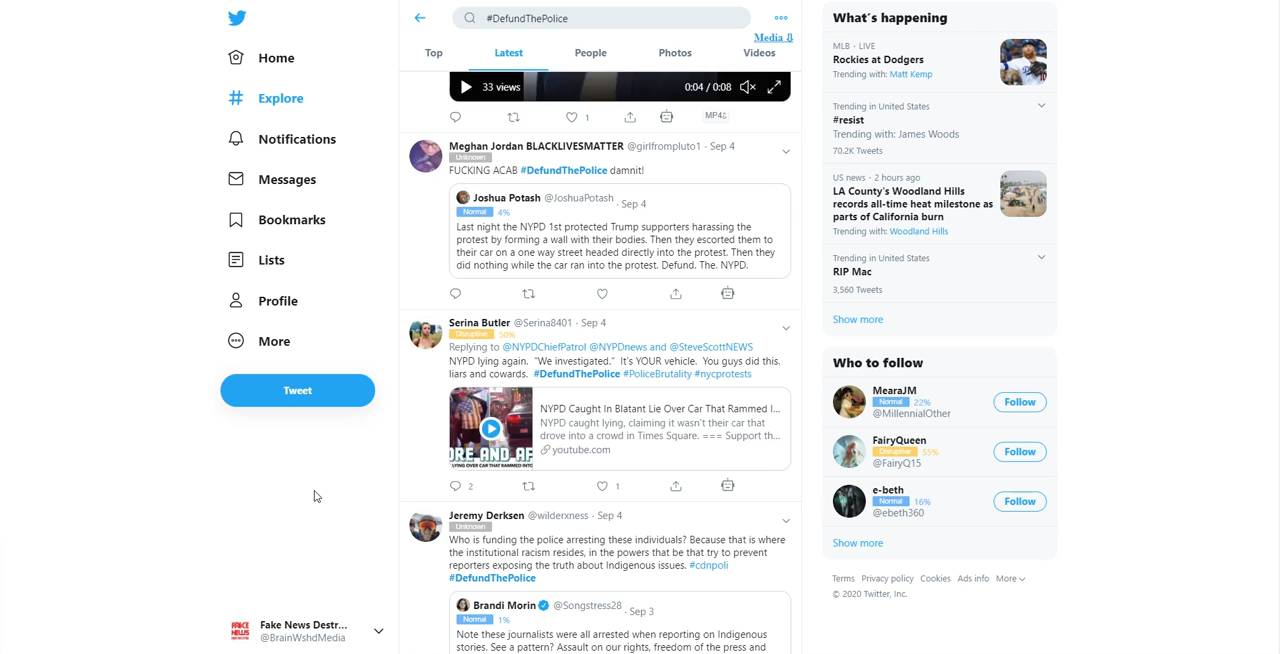 Home
Explore
Notifications
Messages
Bookmarks
Lists
Profile
More
Tweet
Fake News Destr...
@BrainWshdMedia
#DefundThePolice
Media ⇩
Top Latest People Photos Videos
33 views 0:04 / 0:08
1 MP4⇩
Meghan Jordan BLACKLIVESMATTER @girlfrompluto1 · Sep 4
Unknown
FUCKING ACAB #DefundThePolice damnit!
Joshua Potash @JoshuaPotash · Sep 4
Normal 4%
Last night the NYPD 1st protected Trump supporters harassing the
protest by forming a wall with their bodies. Then they escorted them to
their car on a one way street headed directly into the protest. Then they
did nothing while the car ran into the protest. Defund. The. NYPD.
Serina Butler @Serina8401 · Sep 4
Disruptive 50%
Replying to @NYPDChiefPatrol @NYPDnews and @SteveScottNEWS
NYPD lying again. "We investigated." It's YOUR vehicle. You guys did this.
liars and cowards. #DefundThePolice #PoliceBrutality #nycprotests
ORE AND AF
LYING OVER CAR THAT RAMMED INTO
NYPD Caught In Blatant Lie Over Car That Rammed I...
NYPD caught lying, claiming it wasn't their car that
drove into a crowd in Times Square. === Support th...
youtube.com
2 1
Jeremy Derksen @wilderxness · Sep 4
Unknown
Who is funding the police arresting these individuals? Because that is where
the institutional racism resides, in the powers that be that try to prevent
reporters exposing the truth about Indigenous issues. #cdnpoli
#DefundThePolice
Brandi Morin @Songstress28 · Sep 3
Normal 1%
Note these journalists were all arrested when reporting on Indigenous
stories. See a pattern? Assault on our rights, freedom of the press and
What's happening
MLB · LIVE
Rockies at Dodgers
Trending with: Matt Kemp
Trending in United States
#resist
Trending with: James Woods
70.2K Tweets
US news · 2 hours ago
LA County's Woodland Hills
records all-time heat milestone as
parts of California burn
Trending with: Woodland Hills
Trending in United States
RIP Mac
3,560 Tweets
Show more
Who to follow
MearaJM
Normal 22%
@MillennialOther
Follow
FairyQueen
Disruptive 55%
@FairyQ15
Follow
e-beth
Normal 16%
@ebeth360
Follow
Show more
Terms Privacy policy Cookies Ads info More
© 2020 Twitter, Inc.